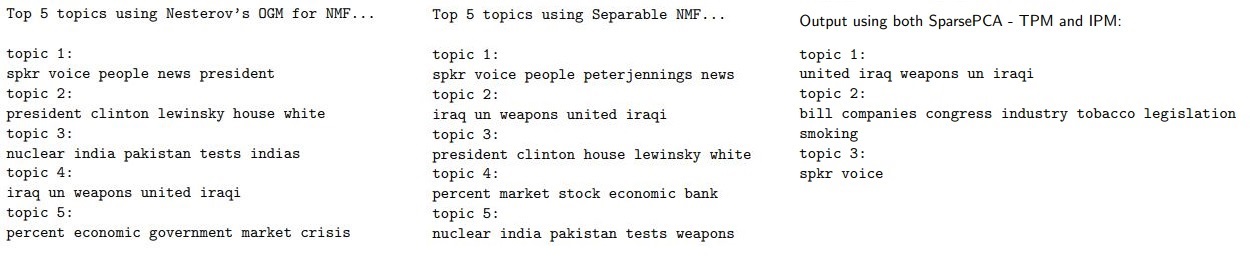 Top 5 topics using Nesterov's OGM for NMF...
topic 1:
spkr voice people news president
topic 2:
president clinton lewinsky house white
topic 3:
nuclear india pakistan tests indias
topic 4:
iraq un weapons united iraqi
topic 5:
percent economic government market crisis
Top 5 topics using Separable NMF...
topic 1:
spkr voice people peterjennings news
topic 2:
iraq un weapons united iraqi
topic 3:
president clinton house lewinsky white
topic 4:
percent market stock economic bank
topic 5:
nuclear india pakistan tests weapons
Output using both SparsePCA - TPM and IPM:
topic 1:
united iraq weapons un iraqi
topic 2:
bill companies congress industry tobacco legislation
smoking
topic 3:
spkr voice